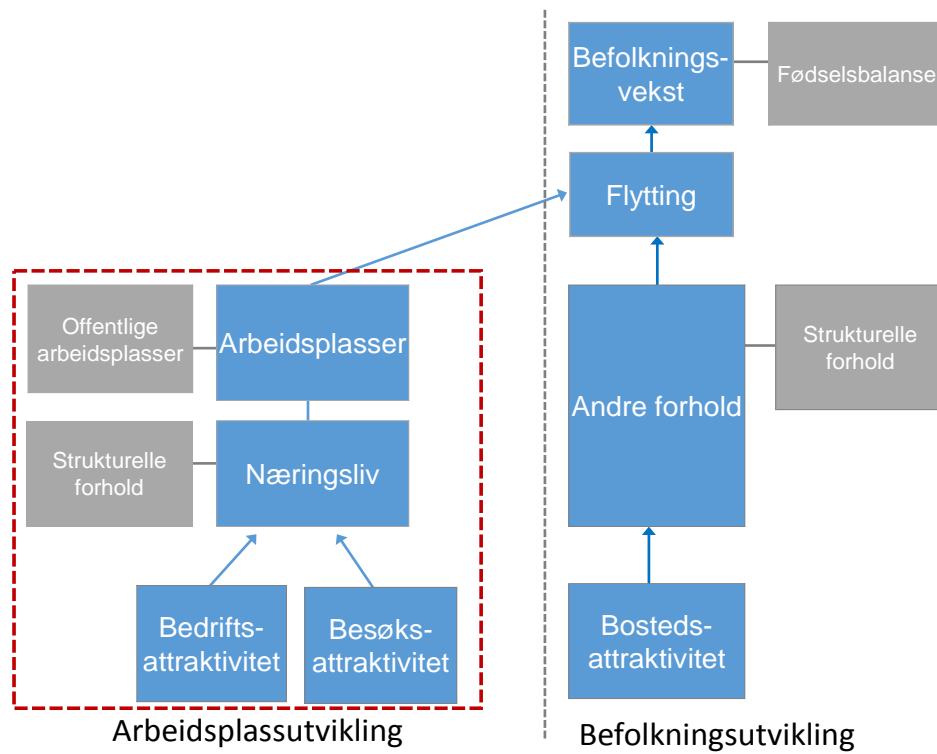 Befolknings-
vekst
Fødselsbalanse
Flytting
Offentlige
arbeidsplasser
Arbeidsplasser
Strukturelle
forhold
Andre forhold
Strukturelle
forhold
Næringsliv
Bedrifts-
attraktivitet
Besøks-
attraktivitet
Bosteds-
attraktivitet
Arbeidsplassutvikling
Befolkningsutvikling